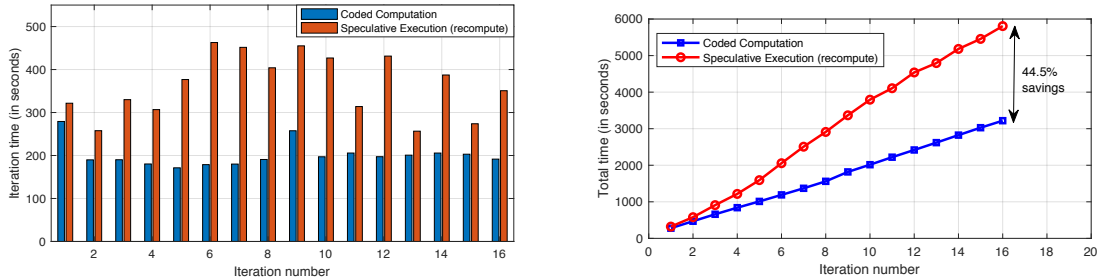 500
400
300
200
100
0
Iteration time (in seconds)
Coded Computation
Speculative Execution (recompute)
2 4 6 8 10 12 14 16
Iteration number
6000
5000
4000
3000
2000
1000
0
Total time (in seconds)
Coded Computation
Speculative Execution (recompute)
44.5%
savings
0 2 4 6 8 10 12 14 16 18 20
Iteration number